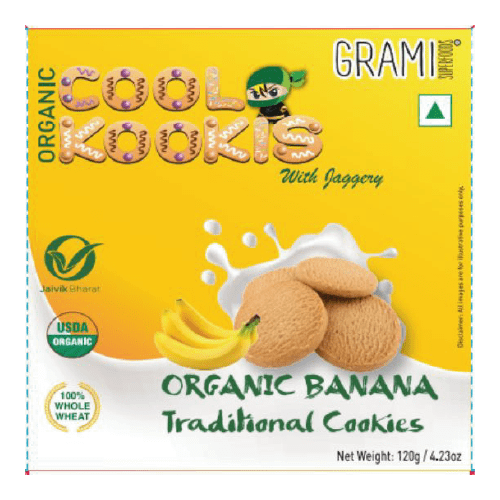 ORGANIC
COOL
KOOKIS
With Jaggery
GRAMI
SUPERFOODS
Disclaimer: All images are for illustrative purposes only.
Jaivik Bharat
USDA
ORGANIC
100%
WHOLE
WHEAT
ORGANIC BANANA
Traditional Cookies
Net Weight: 120g / 4.23oz